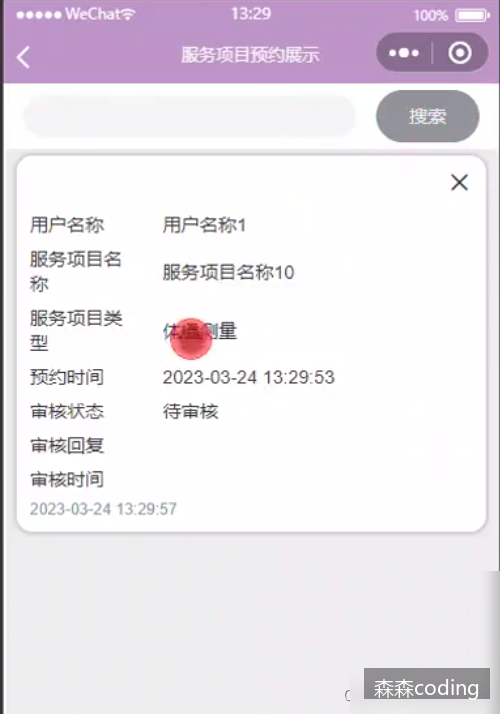 WeChat 13:29 100%
服务项目预约展示
搜索
用户名称 用户名称1
服务项目名
称
服务项目名称10
服务项目类
型
体温测量
预约时间 2023-03-24 13:29:53
审核状态 待审核
审核回复
审核时间
2023-03-24 13:29:57
森森coding